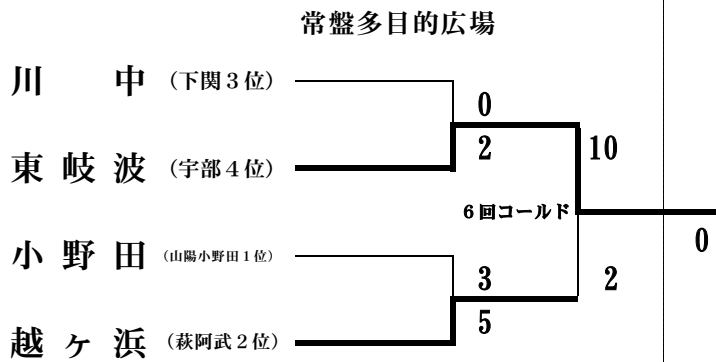 常盤多目的広場
川 中 （下関３位）
0
2
東 岐 波 （宇部４位）
10
６回コールド
0
小 野 田 （山陽小野田１位）
3
2
5
越 ヶ 浜 （萩阿武２位）